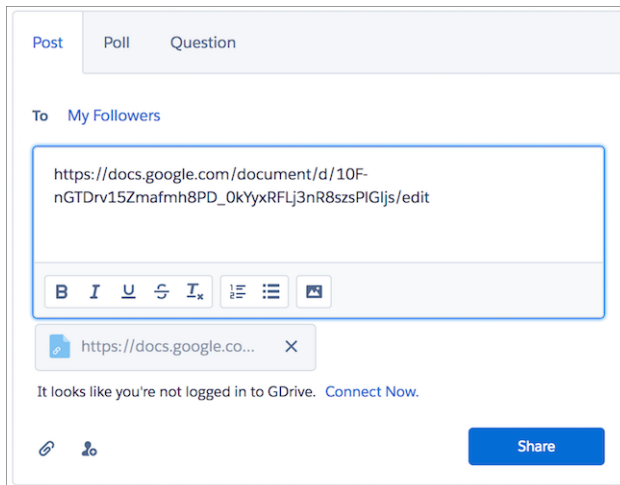 Post Poll Question
To My Followers
https://docs.google.com/document/d/10F-
nGTDrv15Zmafmh8PD_0kYyxRFLj3nR8szsPlGljs/edit
B I U S Tx
https://docs.google.co...
It looks like you're not logged in to GDrive. Connect Now.
Share